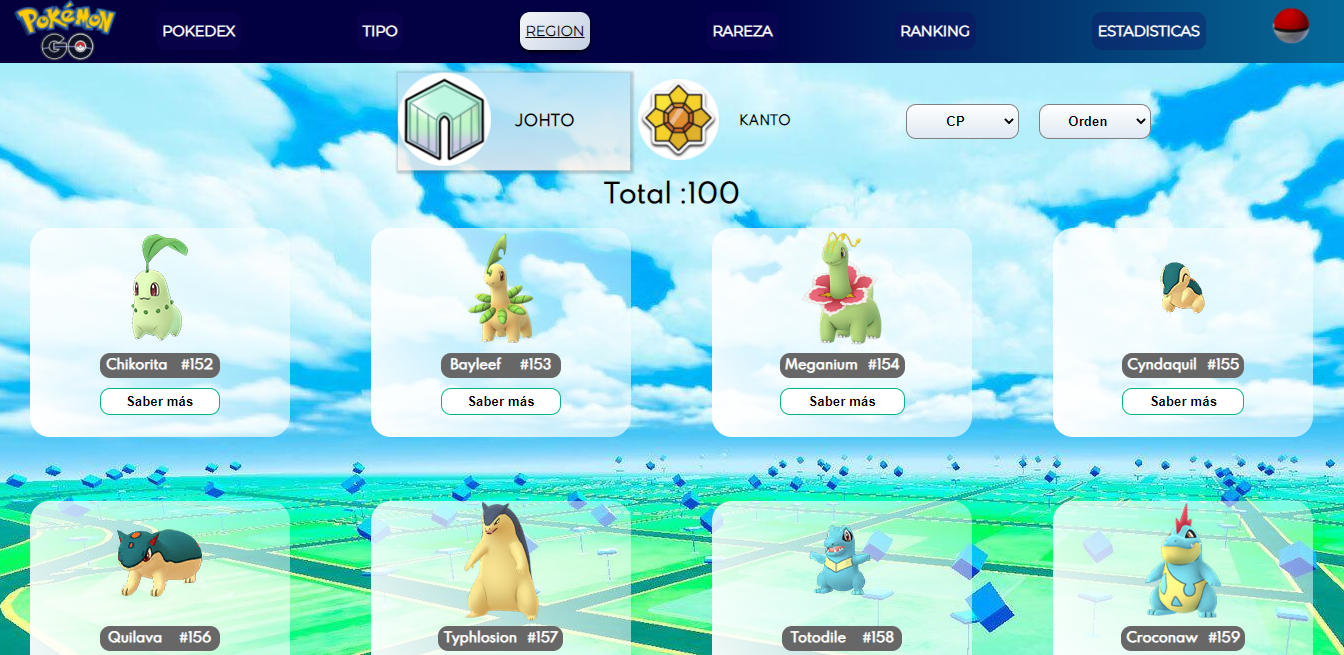 POKÉMON
GO
POKEDEX TIPO REGION RAREZA RANKING ESTADISTICAS
JOHTO KANTO CP Orden
Total :100
Chikorita #152 Bayleef #153 Meganium #154 Cyndaquil #155
Saber más Saber más Saber más Saber más
Quilava #156 Typhlosion #157 Totodile #158 Croconaw #159